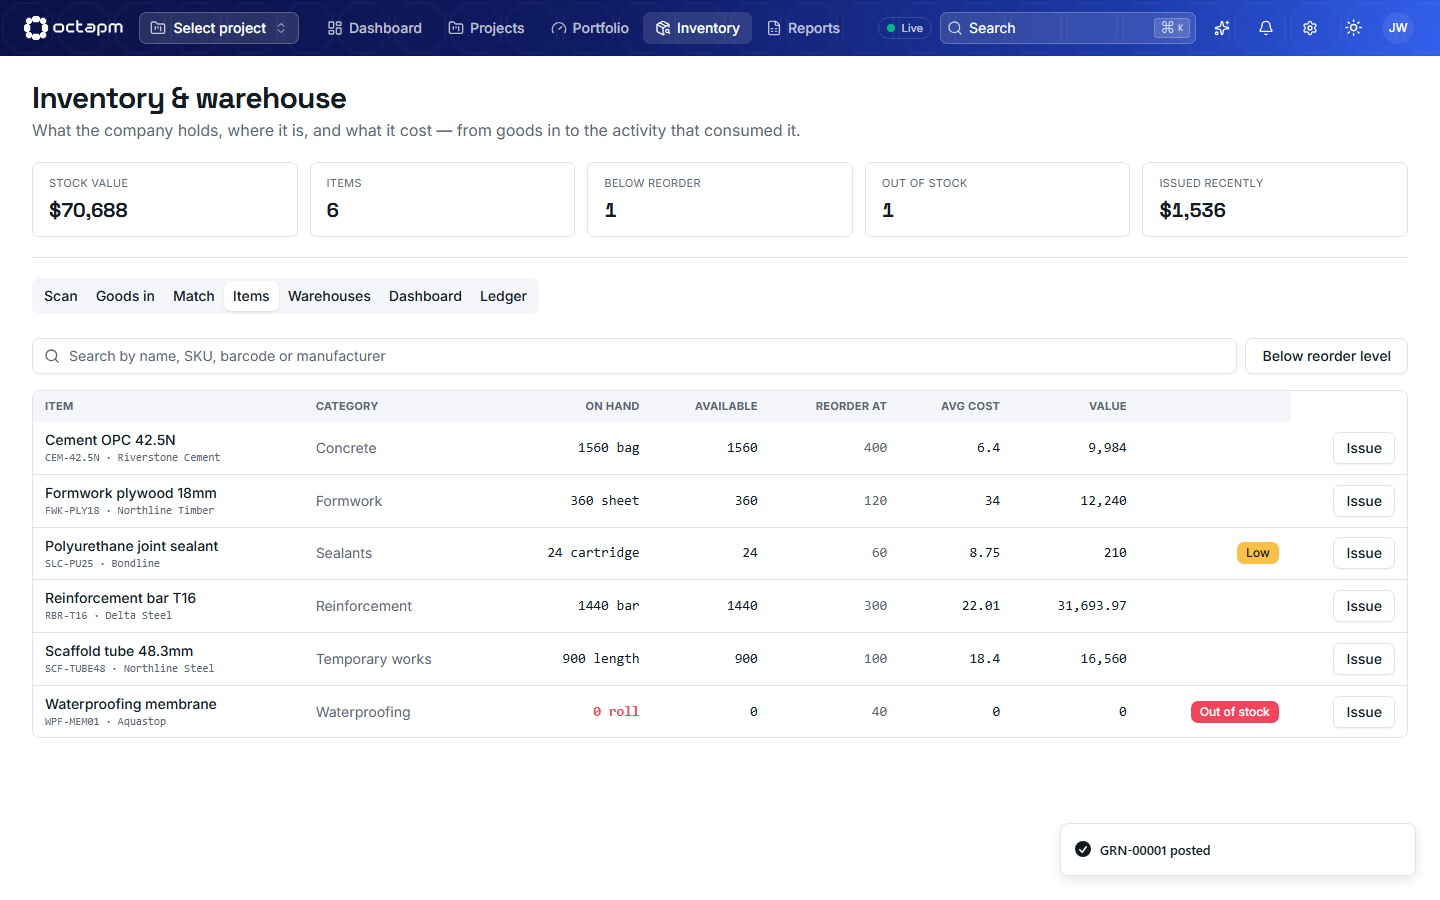 octapm
Select project
Dashboard
Projects
Portfolio
Inventory
Reports
Live
Search
⌘ K
JW
Inventory & warehouse
What the company holds, where it is, and what it cost — from goods in to the activity that consumed it.
STOCK VALUE
$70,688
ITEMS
6
BELOW REORDER
1
OUT OF STOCK
1
ISSUED RECENTLY
$1,536
Scan
Goods in
Match
Items
Warehouses
Dashboard
Ledger
Search by name, SKU, barcode or manufacturer
Below reorder level
ITEM CATEGORY ON HAND AVAILABLE REORDER AT AVG COST VALUE
Cement OPC 42.5N
CEM-42.5N · Riverstone Cement
Concrete 1560 bag 1560 400 6.4 9,984 Issue
Formwork plywood 18mm
FWK-PLY18 · Northline Timber
Formwork 360 sheet 360 120 34 12,240 Issue
Polyurethane joint sealant
SLC-PU25 · Bondline
Sealants 24 cartridge 24 60 8.75 210 Low Issue
Reinforcement bar T16
RBR-T16 · Delta Steel
Reinforcement 1440 bar 1440 300 22.01 31,693.97 Issue
Scaffold tube 48.3mm
SCF-TUBE48 · Northline Steel
Temporary works 900 length 900 100 18.4 16,560 Issue
Waterproofing membrane
WPF-MEM01 · Aquastop
Waterproofing 0 roll 0 40 0 0 Out of stock Issue
GRN-00001 posted